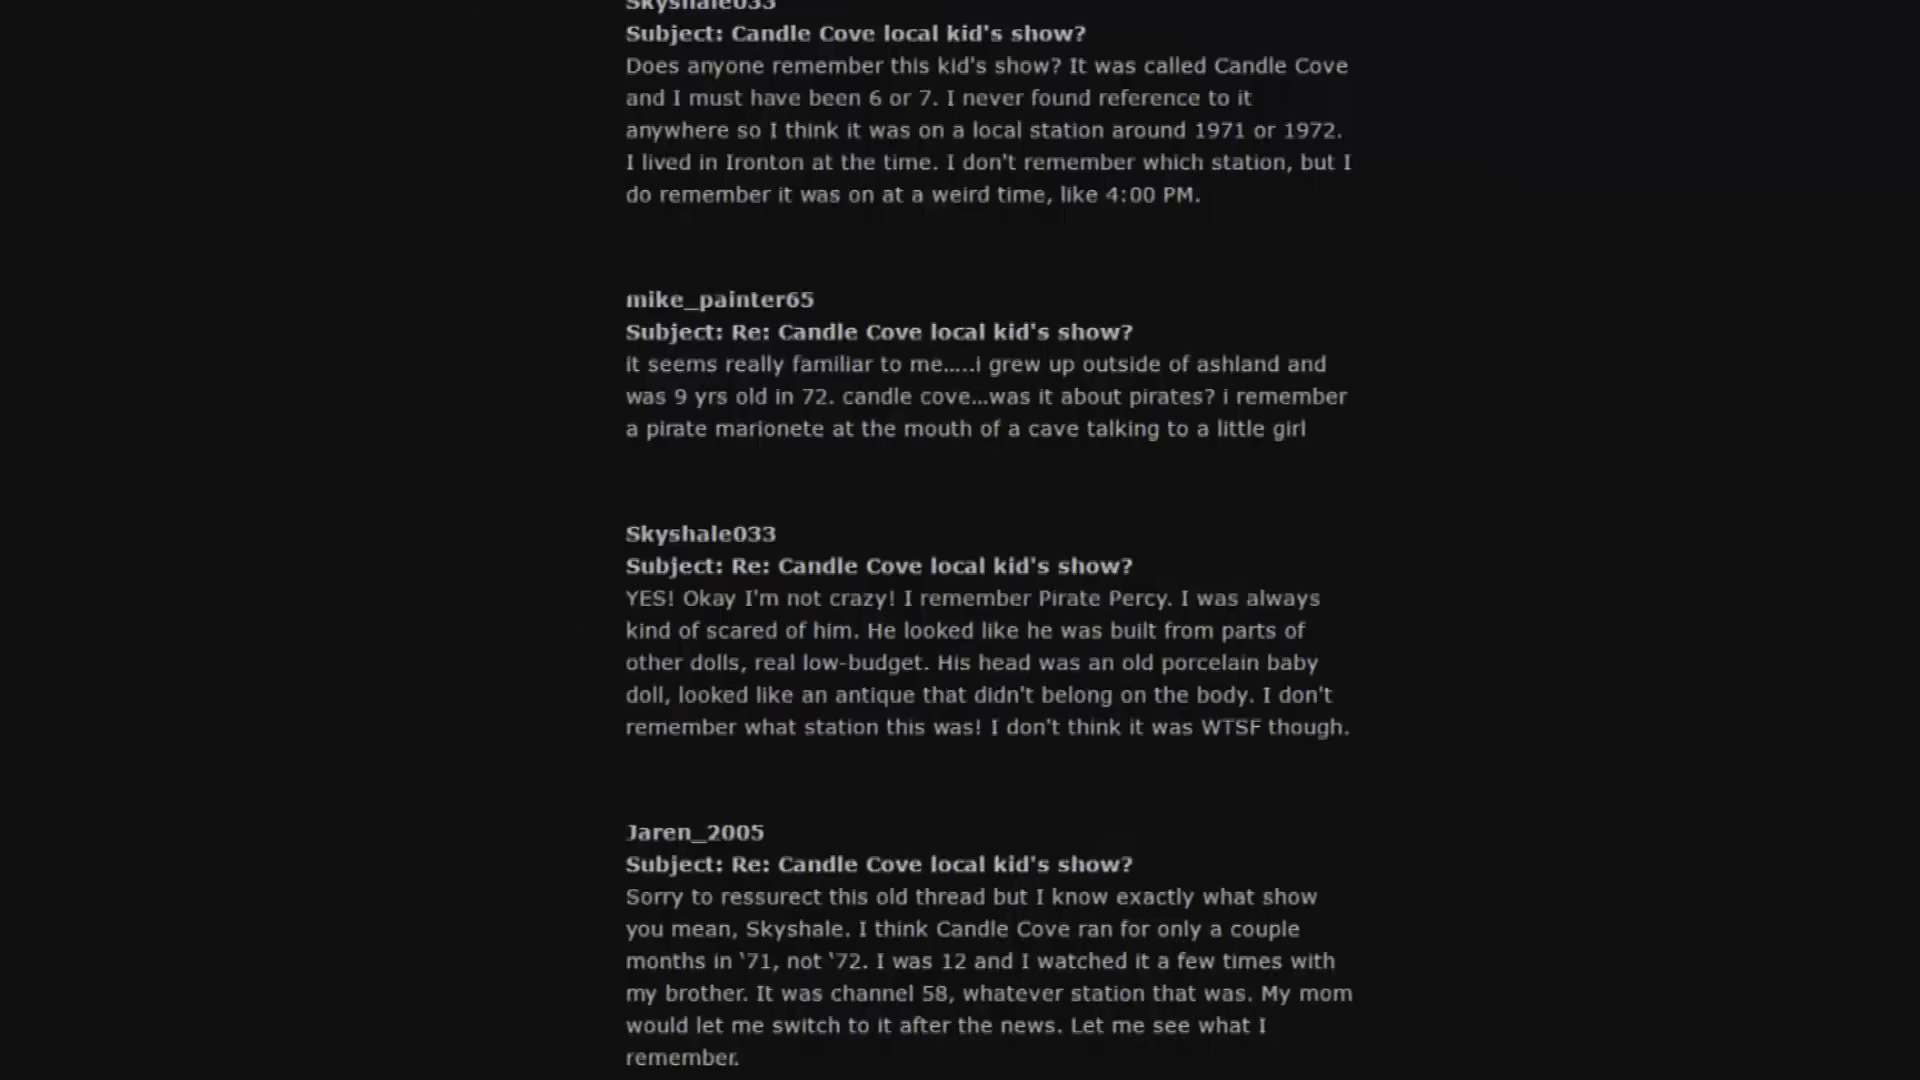 Skyshale033
Subject: Candle Cove local kid's show?
Does anyone remember this kid's show? It was called Candle Cove
and I must have been 6 or 7. I never found reference to it
anywhere so I think it was on a local station around 1971 or 1972.
I lived in Ironton at the time. I don't remember which station, but I
do remember it was on at a weird time, like 4:00 PM.
mike_painter65
Subject: Re: Candle Cove local kid's show?
it seems really familiar to me.....i grew up outside of ashland and
was 9 yrs old in 72. candle cove...was it about pirates? i remember
a pirate marionete at the mouth of a cave talking to a little girl
Skyshale033
Subject: Re: Candle Cove local kid's show?
YES! Okay I'm not crazy! I remember Pirate Percy. I was always
kind of scared of him. He looked like he was built from parts of
other dolls, real low-budget. His head was an old porcelain baby
doll, looked like an antique that didn't belong on the body. I don't
remember what station this was! I don't think it was WTSF though.
Jaren_2005
Subject: Re: Candle Cove local kid's show?
Sorry to ressurect this old thread but I know exactly what show
you mean, Skyshale. I think Candle Cove ran for only a couple
months in ‘71, not ‘72. I was 12 and I watched it a few times with
my brother. It was channel 58, whatever station that was. My mom
would let me switch to it after the news. Let me see what I
remember.